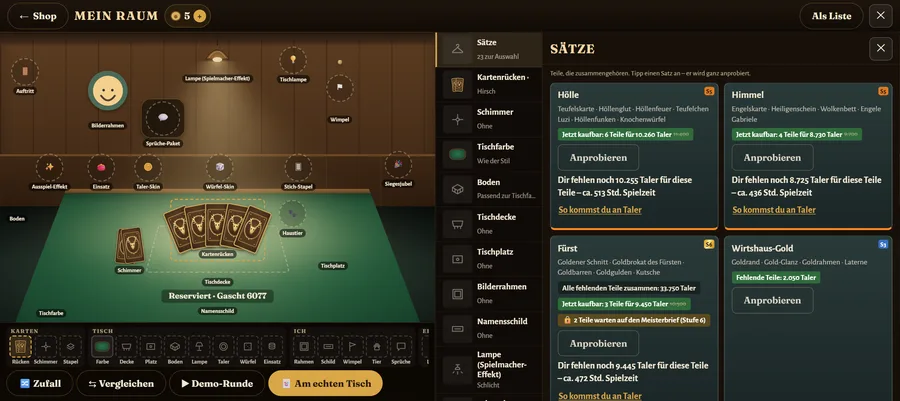 ← Shop
MEIN RAUM
5 +
Als Liste
Auftritt
Bilderrahmen
Lampe (Spielmacher-Effekt)
Tischlampe
Wimpel
Sprüche-Paket
Ausspiel-Effekt
Einsatz
Taler-Skin
Würfel-Skin
Stich-Stapel
Siegesjubel
Boden
Haustier
Kartenrücken
Schimmer
Tischplatz
Tischdecke
Reserviert · Gascht 6077
Tischfarbe
Namensschild
KARTEN
TISCH
ICH
Rücken
Schimmer
Stapel
Farbe
Decke
Platz
Boden
Lampe
Taler
Würfel
Einsatz
Rahmen
Schild
Wimpel
Tier
Sprüche
Zufall
Vergleichen
Demo-Runde
Am echten Tisch
Sätze
23 zur Auswahl
Kartenrücken ·
Hirsch
Schimmer
Ohne
Tischfarbe
Wie der Stil
Boden
Passend zur Tischfa...
Tischdecke
Ohne
Tischplatz
Ohne
Bilderrahmen
Ohne
Namensschild
Ohne
Lampe
(Spielmacher-
Effekt)
Schlicht
SÄTZE
Teile, die zusammengehören. Tipp einen Satz an – er wird ganz anprobiert.
Hölle
S5
Teufelskarte · Höllenglut · Höllenfeuer · Teufelchen
Luzi · Höllenfunken · Knochenwürfel
Jetzt kaufbar: 6 Teile für 10.260 Taler
Anprobieren
Dir fehlen noch 10.255 Taler für diese
Teile – ca. 513 Std. Spielzeit
So kommst du an Taler
Himmel
S5
Engelskarte · Heiligenschein · Wolkenbett · Engele
Gabriele
Jetzt kaufbar: 4 Teile für 8.730 Taler
Anprobieren
Dir fehlen noch 8.725 Taler für diese
Teile – ca. 436 Std. Spielzeit
So kommst du an Taler
Fürst
S4
Goldener Schnitt · Goldbrokat des Fürsten ·
Goldbarren · Goldgulden · Kutsche
Alle fehlenden Teile zusammen: 33.750 Taler
Jetzt kaufbar: 3 Teile für 9.450 Taler
2 Teile warten auf den Meisterbrief (Stufe 6)
Anprobieren
Dir fehlen noch 9.445 Taler für diese
Teile – ca. 472 Std. Spielzeit
So kommst du an Taler
Wirtshaus-Gold
S3
Goldrand · Gold-Glanz · Goldrahmen · Laterne
Fehlende Teile: 2.050 Taler
Anprobieren